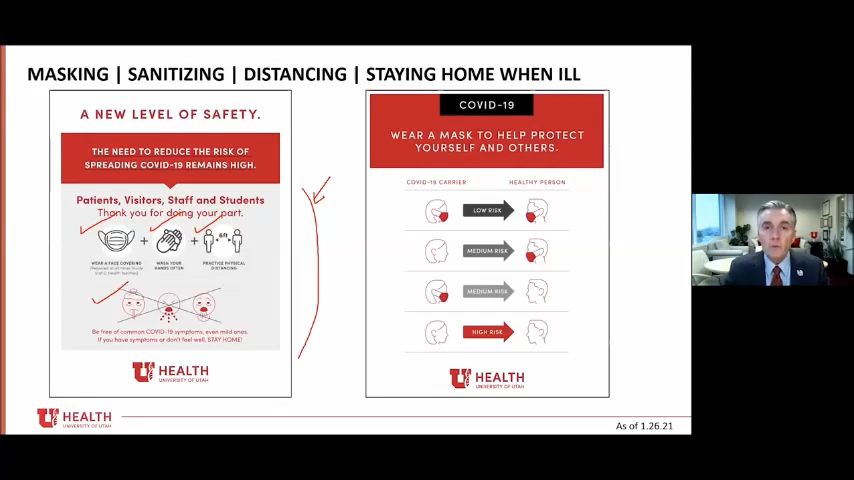 MASKING | SANITIZING | DISTANCING | STAYING HOME WHEN ILL
A NEW LEVEL OF SAFETY.
THE NEED TO REDUCE THE RISK OF
SPREADING COVID-19 REMAINS HIGH.
Patients, Visitors, Staff and Students
Thank you for doing your part.
6ft
WEAR A FACE COVERING
WASH YOUR
HANDS OFTEN
PRACTICE PHYSICAL
DISTANCING
Be free of common COVID-19 symptoms, even mild ones.
If you have symptoms or don't feel well, STAY HOME!
U HEALTH
UNIVERSITY OF UTAH
COVID-19
WEAR A MASK TO HELP PROTECT
YOURSELF AND OTHERS.
COVID-19 CARRIER
HEALTHY PERSON
LOW RISK
MEDIUM RISK
MEDIUM RISK
HIGH RISK
U HEALTH
UNIVERSITY OF UTAH
U HEALTH
UNIVERSITY OF UTAH
As of 1.26.21